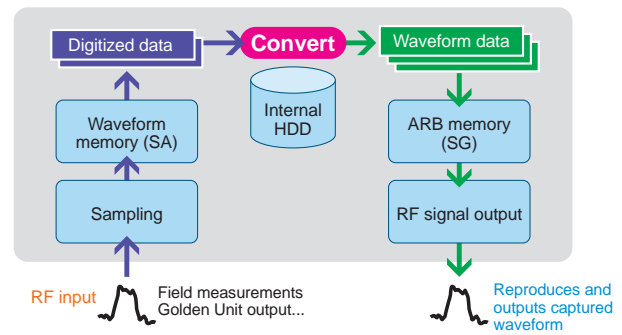 Digitized data
Convert
Waveform data
Internal
HDD
Waveform
memory (SA)
ARB memory
(SG)
Sampling
RF signal output
RF input
Field measurements
Golden Unit output...
Reproduces and
outputs captured
waveform